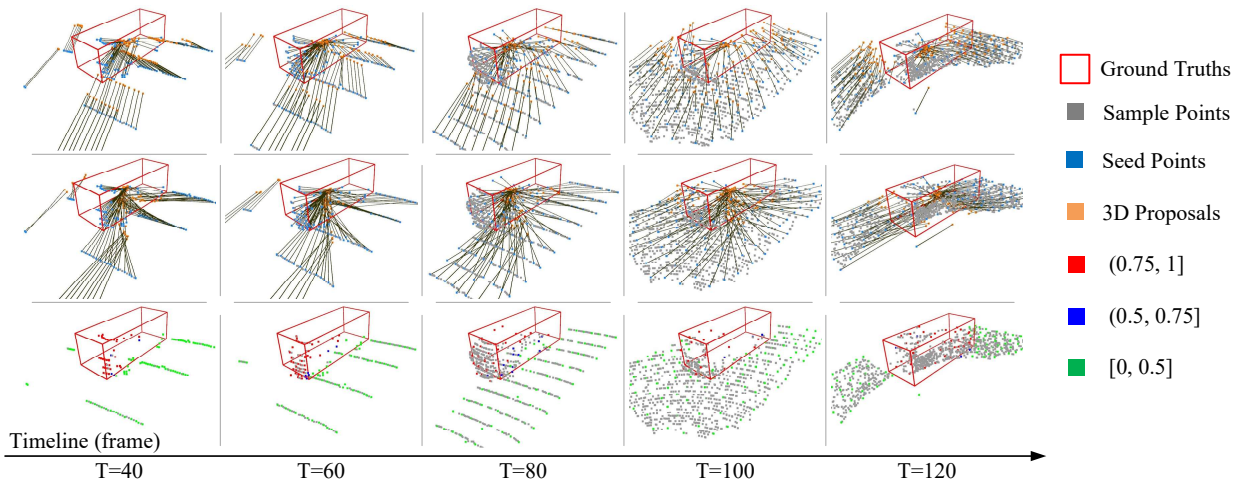 Ground Truths
Sample Points
Seed Points
3D Proposals
(0.75, 1]
(0.5, 0.75]
[0, 0.5]
Timeline (frame)
T=40 T=60 T=80 T=100 T=120